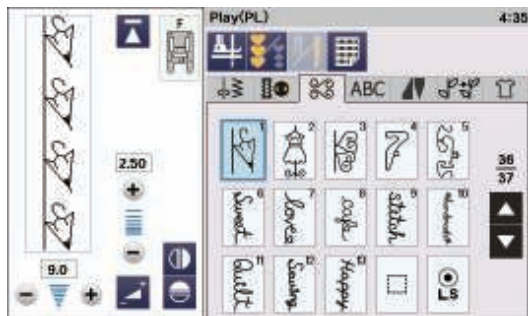 F
Play(PL)
4:35
ABC
1 2 3 4 5
2.50
36
37
6 7 8 9 10
Sweet love cafe stitch
9.0
11 12 13
Quilt Sewing Happy
LS